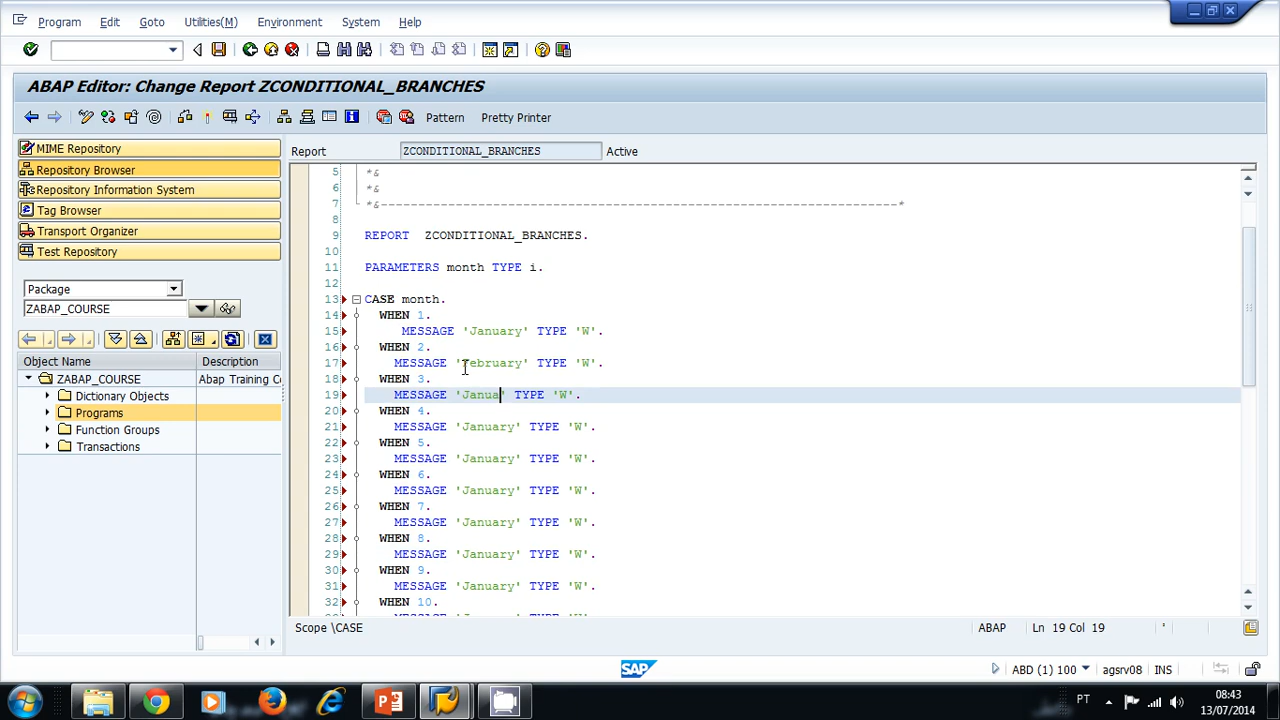 Program Edit Goto Utilities(M) Environment System Help
ABAP Editor: Change Report ZCONDITIONAL_BRANCHES
Pattern Pretty Printer
MIME Repository
Repository Browser
Repository Information System
Tag Browser
Transport Organizer
Test Repository
Package
ZABAP_COURSE
Object Name Description
ZABAP_COURSE Abap Training Co
Dictionary Objects
Programs
Function Groups
Transactions
Report ZCONDITIONAL_BRANCHES Active
5 *&
6 *&
7 *&---------------------------------------------------------------------*
8
9 REPORT ZCONDITIONAL_BRANCHES.
10
11 PARAMETERS month TYPE i.
12
13 CASE month.
14 WHEN 1.
15 MESSAGE 'January' TYPE 'W'.
16 WHEN 2.
17 MESSAGE 'February' TYPE 'W'.
18 WHEN 3.
19 MESSAGE 'Janua' TYPE 'W'.
20 WHEN 4.
21 MESSAGE 'January' TYPE 'W'.
22 WHEN 5.
23 MESSAGE 'January' TYPE 'W'.
24 WHEN 6.
25 MESSAGE 'January' TYPE 'W'.
26 WHEN 7.
27 MESSAGE 'January' TYPE 'W'.
28 WHEN 8.
29 MESSAGE 'January' TYPE 'W'.
30 WHEN 9.
31 MESSAGE 'January' TYPE 'W'.
32 WHEN 10.
Scope \CASE ABAP Ln 19 Col 19
SAP ABD (1) 100 agsrv08 INS
PT 08:43
13/07/2014